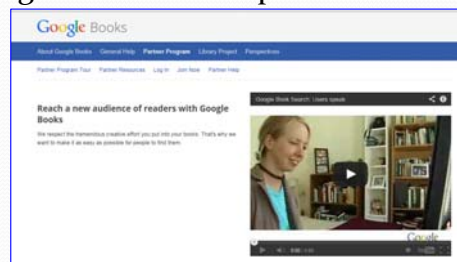 Google Books
About Google Books General Help Partner Program Library Project Perspectives
Partner Program Tour Partner Resources Log In Join Now Partner Help
Reach a new audience of readers with Google
Books
We respect the tremendous creative effort you put into your books. That's why we
want to make it as easy as possible for people to find them.
Google Book Search: Users speak
Google